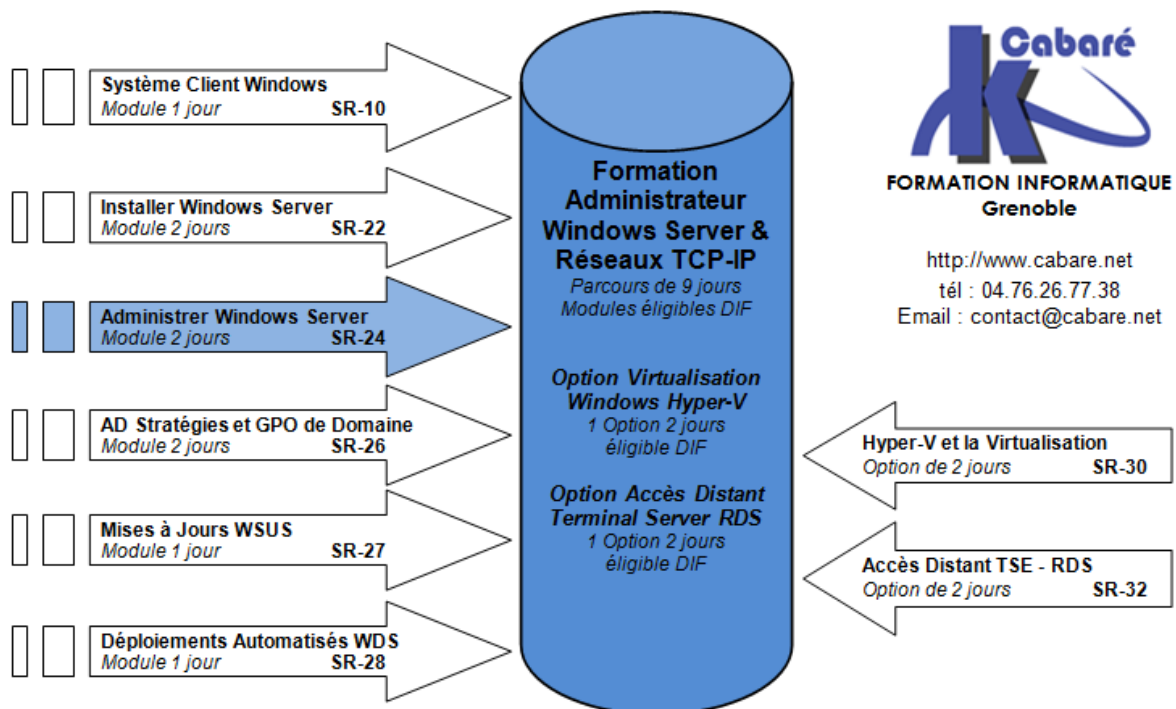 Système Client Windows
Module 1 jour SR-10
Installer Windows Server
Module 2 jours SR-22
Administrer Windows Server
Module 2 jours SR-24
AD Stratégies et GPO de Domaine
Module 2 jours SR-26
Mises à Jours WSUS
Module 1 jour SR-27
Déploiements Automatisés WDS
Module 1 jour SR-28
Formation
Administrateur
Windows Server &
Réseaux TCP-IP
Parcours de 9 jours
Modules éligibles DIF
Option Virtualisation
Windows Hyper-V
1 Option 2 jours
éligible DIF
Option Accès Distant
Terminal Server RDS
1 Option 2 jours
éligible DIF
Cabaré
FORMATION INFORMATIQUE
Grenoble
http://www.cabare.net
tél : 04.76.26.77.38
Email : contact@cabare.net
Hyper-V et la Virtualisation
Option de 2 jours SR-30
Accès Distant TSE - RDS
Option de 2 jours SR-32